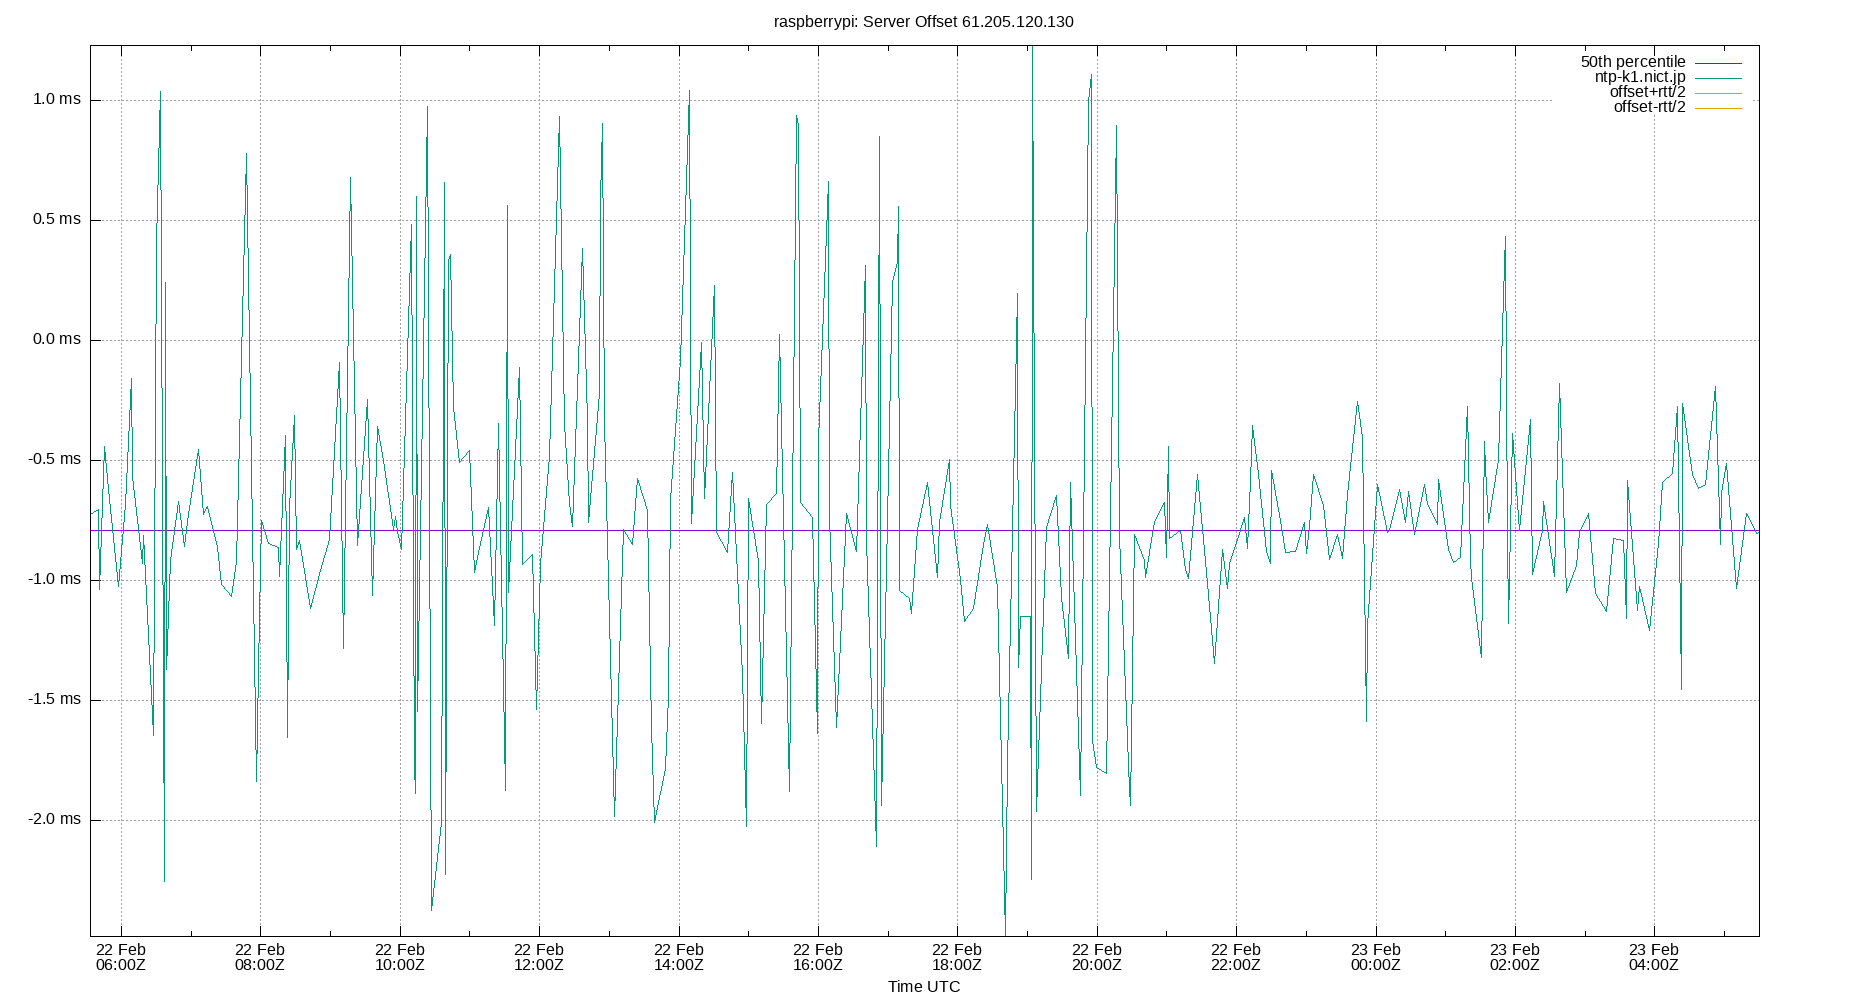 raspberrypi: Server Offset 61.205.120.130
50th percentile
ntp-k1.nict.jp
offset+rtt/2
offset-rtt/2
1.0 ms
0.5 ms
0.0 ms
-0.5 ms
-1.0 ms
-1.5 ms
-2.0 ms
22 Feb 22 Feb 22 Feb 22 Feb 22 Feb 22 Feb 22 Feb 22 Feb 22 Feb 23 Feb 23 Feb 23 Feb
06:00Z 08:00Z 10:00Z 12:00Z 14:00Z 16:00Z 18:00Z 20:00Z 22:00Z 00:00Z 02:00Z 04:00Z
Time UTC